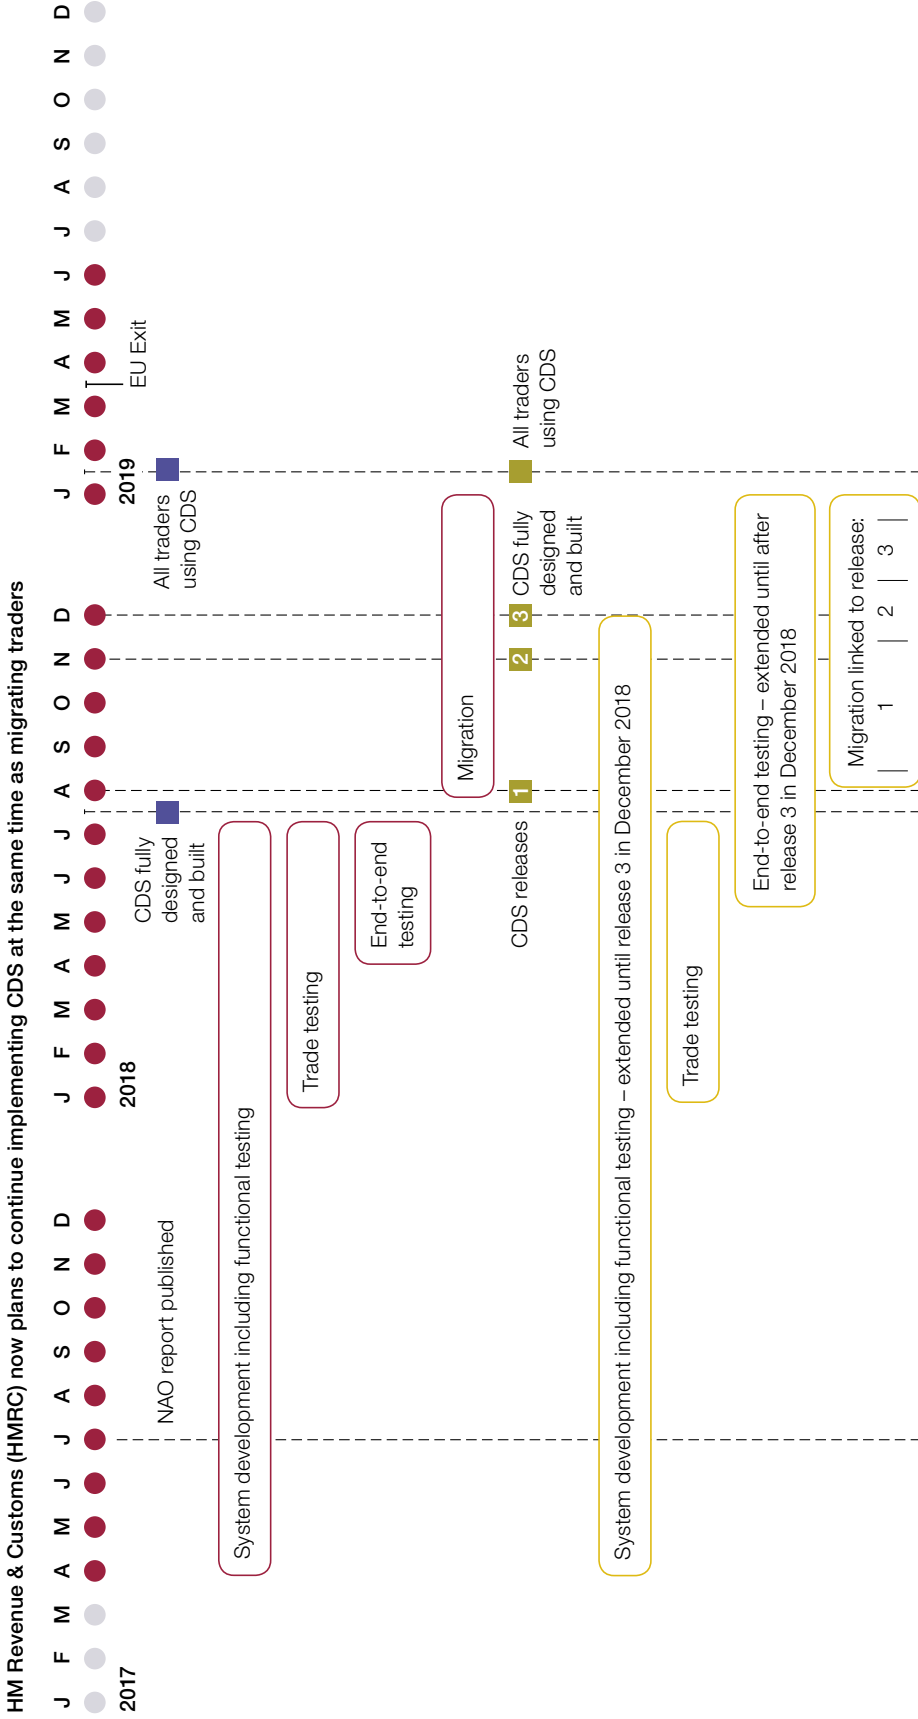 HM Revenue & Customs (HMRC) now plans to continue implementing CDS at the same time as migrating traders
J F M A M J J A S O N D J F M A M J J A S O N D J F M A M J J A S O N D
2017 2018 2019
EU Exit
NAO report published
CDS fully
designed
and built
All traders
using CDS
System development including functional testing
Trade testing
End-to-end
testing
Migration
CDS releases
1 2 3
CDS fully
designed
and built
All traders
using CDS
System development including functional testing – extended until release 3 in December 2018
Trade testing
End-to-end testing – extended until after
release 3 in December 2018
Migration linked to release:
1 2 3